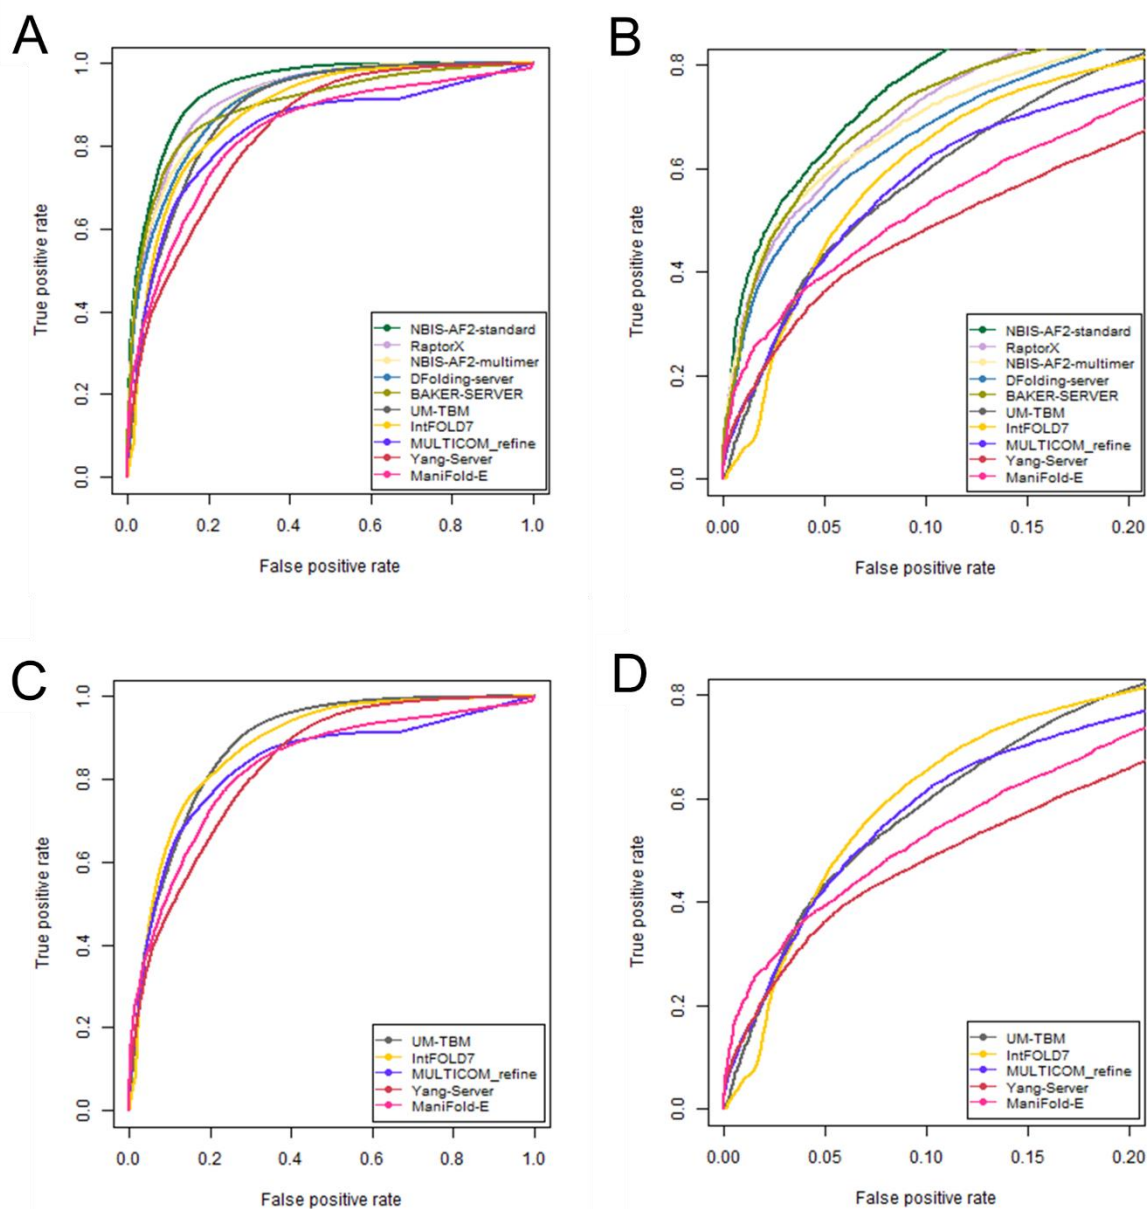 A
1.0
0.8
0.6
0.4
0.2
0.0
True positive rate
NBIS-AF2-standard
RaptorX
NBIS-AF2-multimer
DFolding-server
BAKER-SERVER
UM-TBM
IntFOLD7
MULTICOM_refine
Yang-Server
ManiFold-E
0.0 0.2 0.4 0.6 0.8 1.0
False positive rate
B
0.8
0.6
0.4
0.2
0.0
True positive rate
NBIS-AF2-standard
RaptorX
NBIS-AF2-multimer
DFolding-server
BAKER-SERVER
UM-TBM
IntFOLD7
MULTICOM_refine
Yang-Server
ManiFold-E
0.00 0.05 0.10 0.15 0.20
False positive rate
C
1.0
0.8
0.6
0.4
0.2
0.0
True positive rate
UM-TBM
IntFOLD7
MULTICOM_refine
Yang-Server
ManiFold-E
0.0 0.2 0.4 0.6 0.8 1.0
False positive rate
D
0.8
0.6
0.4
0.2
0.0
True positive rate
UM-TBM
IntFOLD7
MULTICOM_refine
Yang-Server
ManiFold-E
0.00 0.05 0.10 0.15 0.20
False positive rate